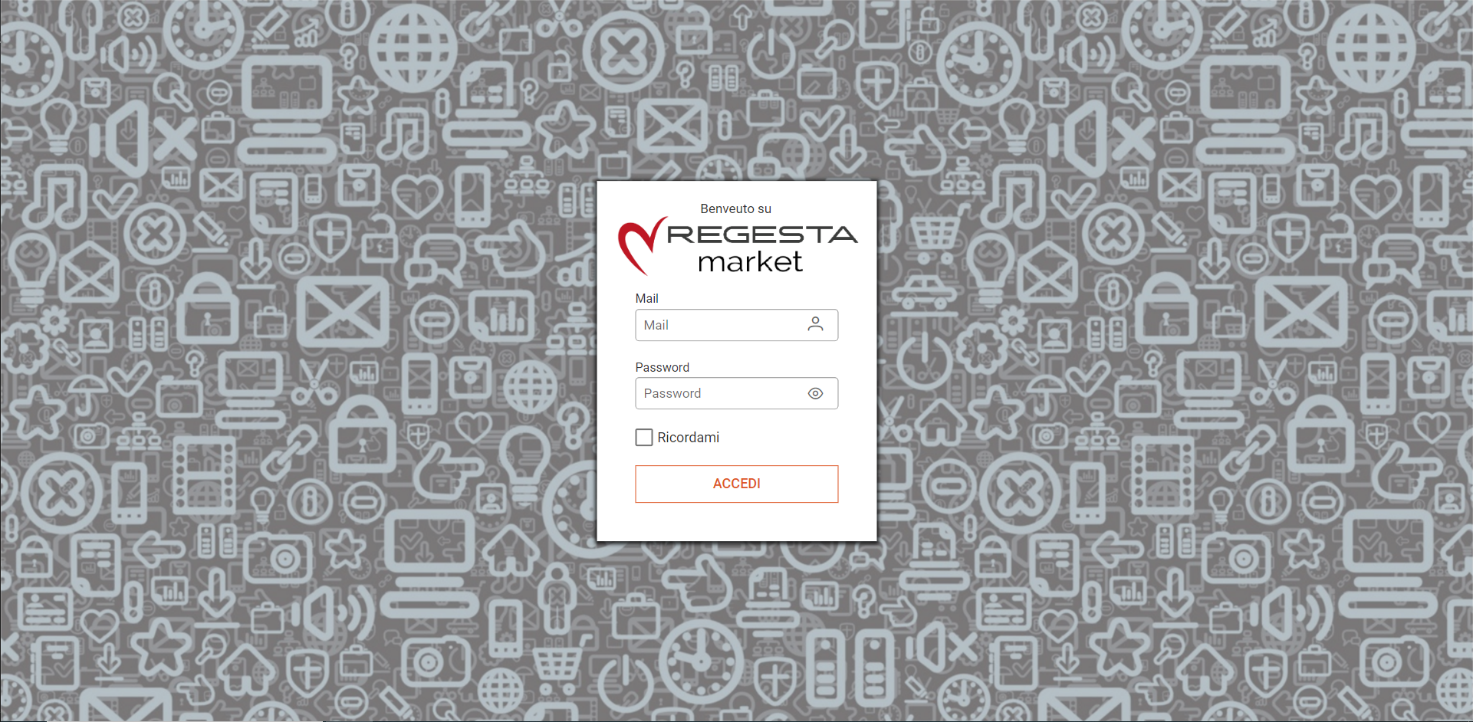 Benveuto su
REGESTA
market
Mail
Mail
Password
Password
Ricordami
ACCEDI